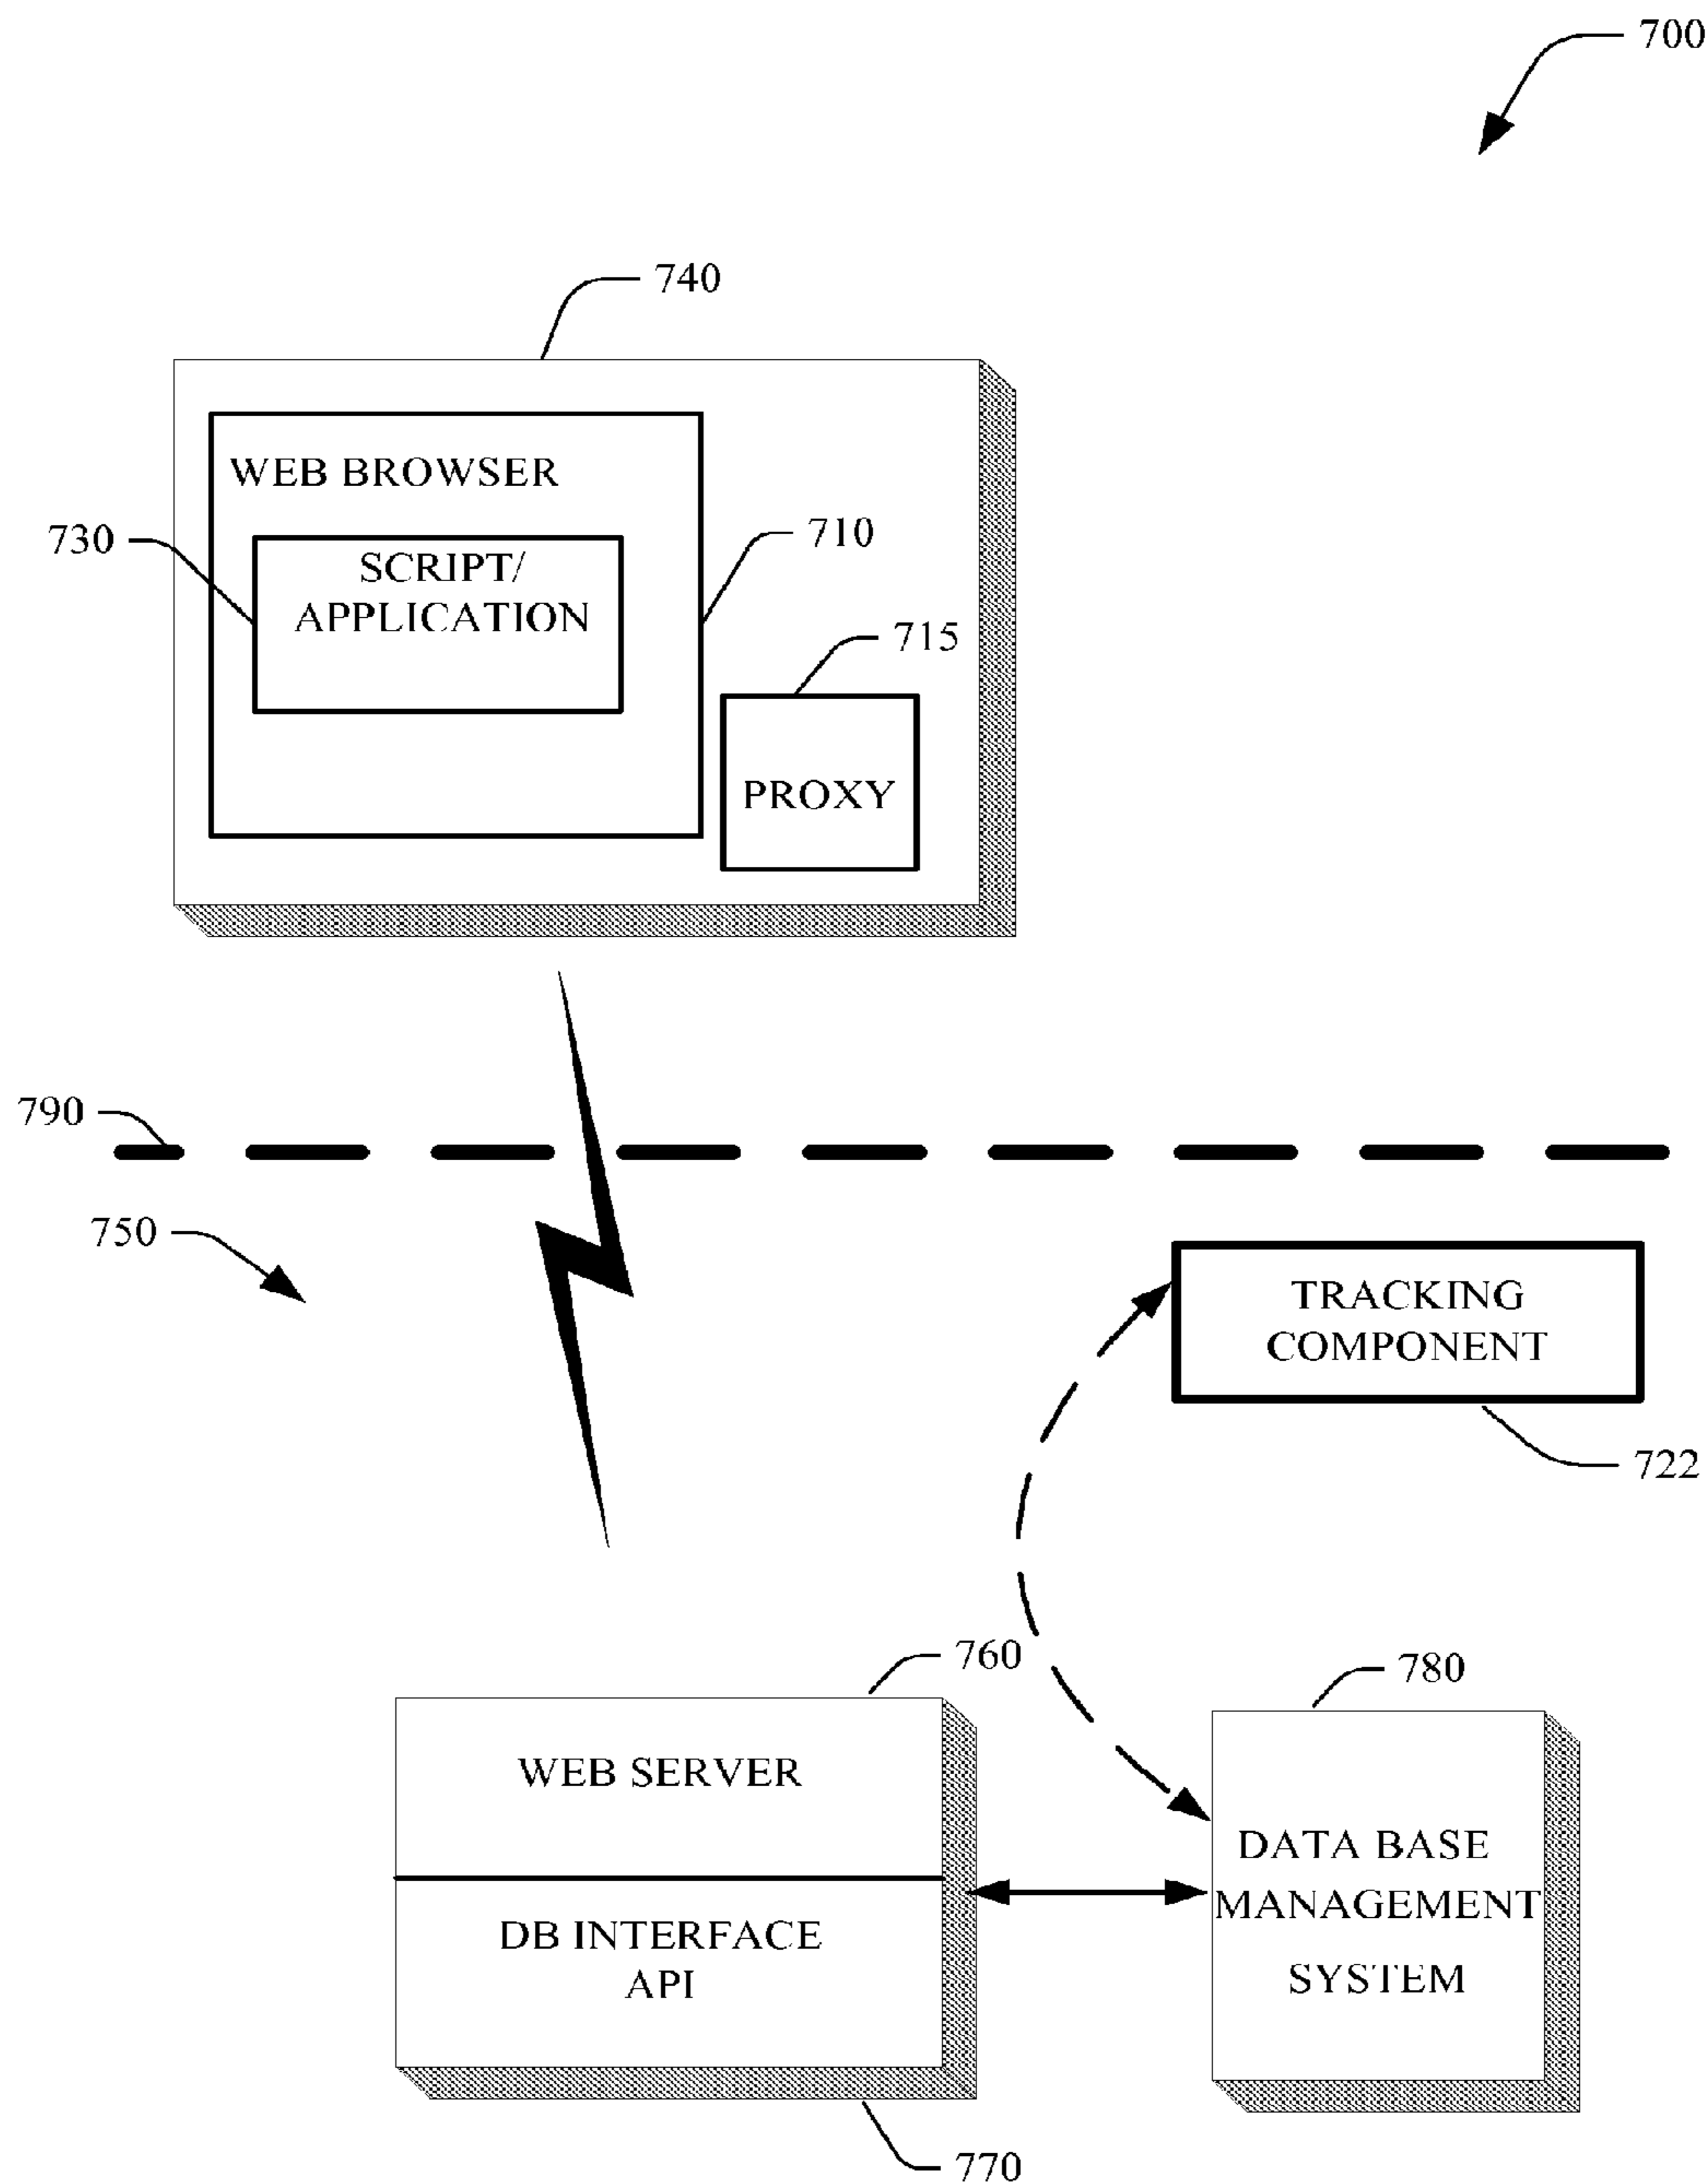 700
740
WEB BROWSER
730
710
SCRIPT/
APPLICATION
715
PROXY
790
750
TRACKING
COMPONENT
722
760
780
WEB SERVER
DATA BASE
MANAGEMENT
SYSTEM
DB INTERFACE
API
770